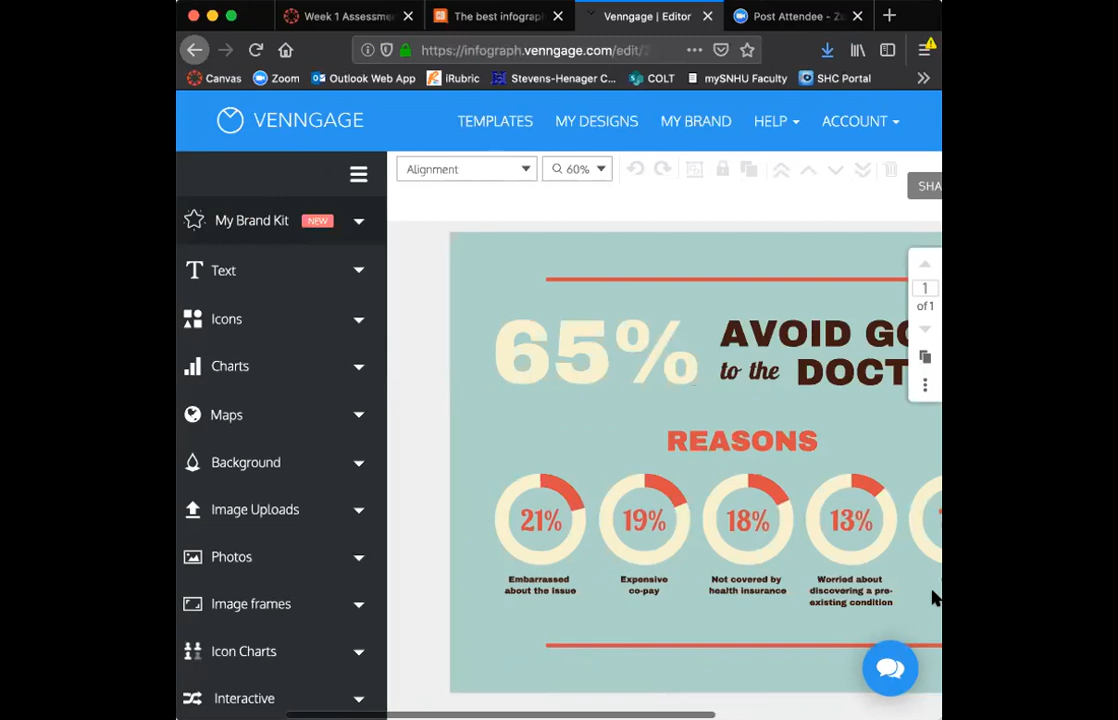 Week 1 Assessme
The best infograph
Venngage | Editor
Post Attendee - Zo
https://infograph.venngage.com/edit/
Canvas
Zoom
Outlook Web App
iRubric
Stevens-Henager C...
COLT
mySNHU Faculty
SHC Portal
VENNGAGE
TEMPLATES
MY DESIGNS
MY BRAND
HELP
ACCOUNT
Alignment
60%
SHA
My Brand Kit
NEW
Text
Icons
Charts
Maps
Background
Image Uploads
Photos
Image frames
Icon Charts
Interactive
1
of 1
65%
AVOID GO
to the DOCT
REASONS
21%
19%
18%
13%
Embarrassed
about the issue
Expensive
co-pay
Not covered by
health insurance
Worried about
discovering a pre-
existing condition